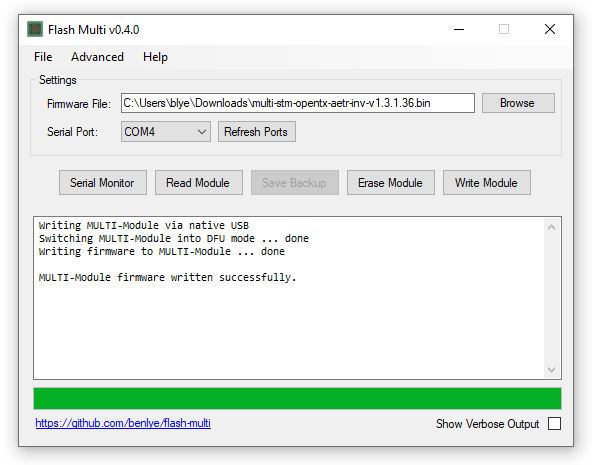 Flash Multi v0.4.0
File Advanced Help
Settings
Firmware File: C:\Users\blye\Downloads\multi-stm-opentx-aetr-inv-v1.3.1.36.bin Browse
Serial Port: COM4 Refresh Ports
Serial Monitor Read Module Save Backup Erase Module Write Module
Writing MULTI-Module via native USB
Switching MULTI-Module into DFU mode ... done
Writing firmware to MULTI-Module ... done
MULTI-Module firmware written successfully.
https://github.com/benlye/flash-multi Show Verbose Output